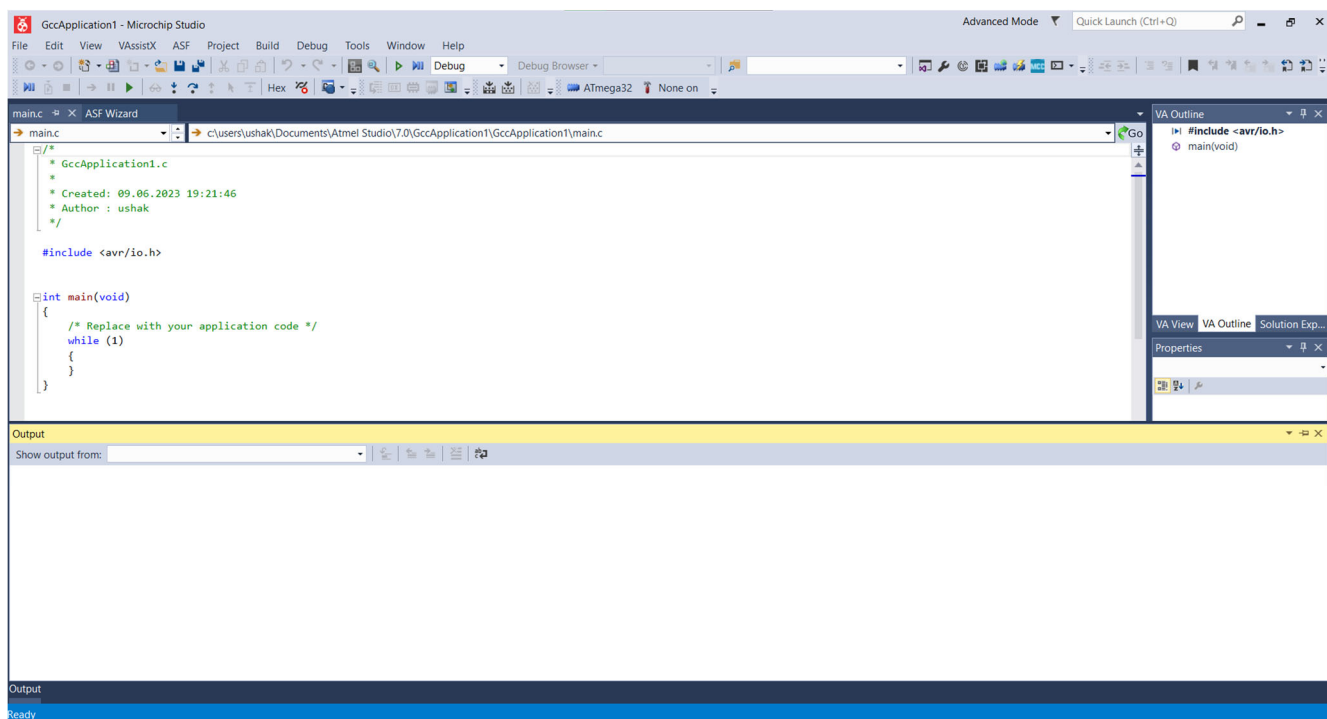 GccApplication1 - Microchip Studio
Advanced Mode
Quick Launch (Ctrl+Q)
File Edit View VAssistX ASF Project Build Debug Tools Window Help
Debug
Debug Browser
Hex
ATmega32
None on
main.c
ASF Wizard
main.c
c:\users\ushak\Documents\Atmel Studio\7.0\GccApplication1\GccApplication1\main.c
Go
/*
 * GccApplication1.c
 *
 * Created: 09.06.2023 19:21:46
 * Author : ushak
 */
#include <avr/io.h>
int main(void)
{
    /* Replace with your application code */
    while (1)
    {
    }
}
VA Outline
#include <avr/io.h>
main(void)
VA View VA Outline Solution Exp...
Properties
Output
Show output from:
Output
Ready